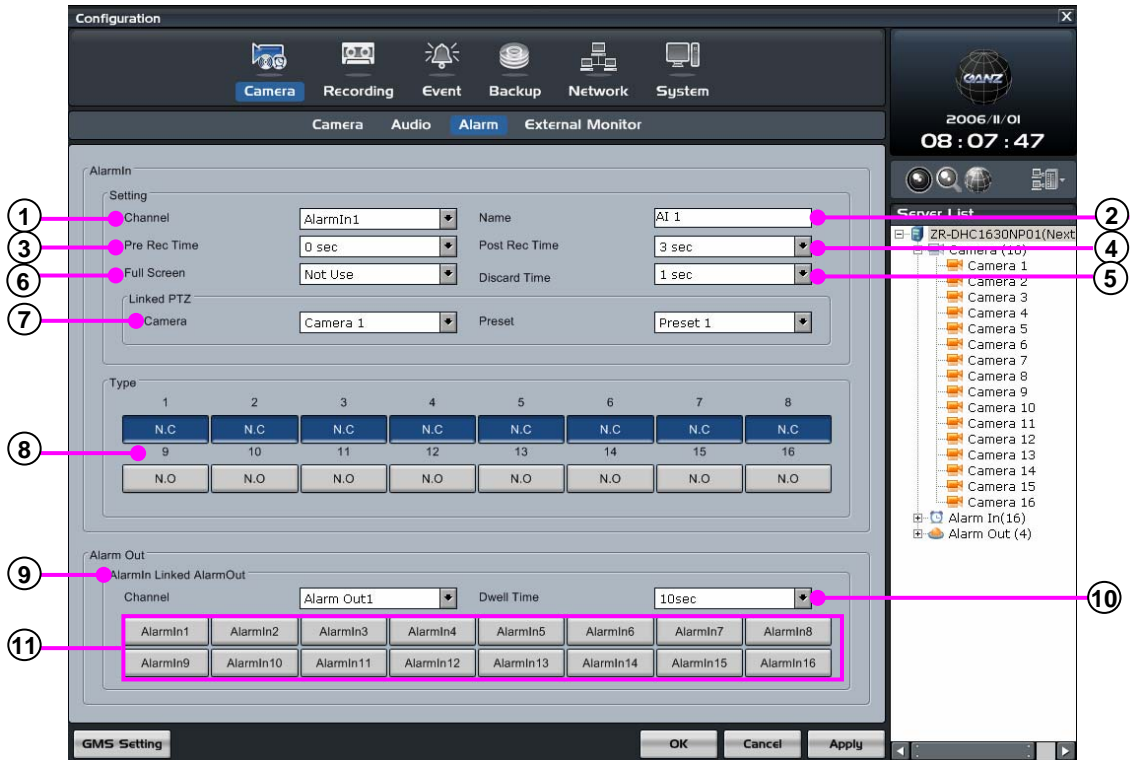 Configuration
X
Camera Recording Event Backup Network System
Camera Audio Alarm External Monitor
GANZ
2006/11/01
08:07:47
AlarmIn
Setting
1 Channel AlarmIn1 Name AI 1 2
3 Pre Rec Time 0 sec Post Rec Time 3 sec 4
6 Full Screen Not Use Discard Time 1 sec 5
Linked PTZ
7 Camera Camera 1 Preset Preset 1
Type
1 2 3 4 5 6 7 8
N.C N.C N.C N.C N.C N.C N.C N.C
8
9 10 11 12 13 14 15 16
N.O N.O N.O N.O N.O N.O N.O N.O
Alarm Out
9 AlarmIn Linked AlarmOut
Channel Alarm Out1 Dwell Time 10sec 10
11
AlarmIn1 AlarmIn2 AlarmIn3 AlarmIn4 AlarmIn5 AlarmIn6 AlarmIn7 AlarmIn8
AlarmIn9 AlarmIn10 AlarmIn11 AlarmIn12 AlarmIn13 AlarmIn14 AlarmIn15 AlarmIn16
GMS Setting OK Cancel Apply
Server List
ZR-DHC1630NP01(Next
Camera (16)
Camera 1
Camera 2
Camera 3
Camera 4
Camera 5
Camera 6
Camera 7
Camera 8
Camera 9
Camera 10
Camera 11
Camera 12
Camera 13
Camera 14
Camera 15
Camera 16
Alarm In(16)
Alarm Out (4)